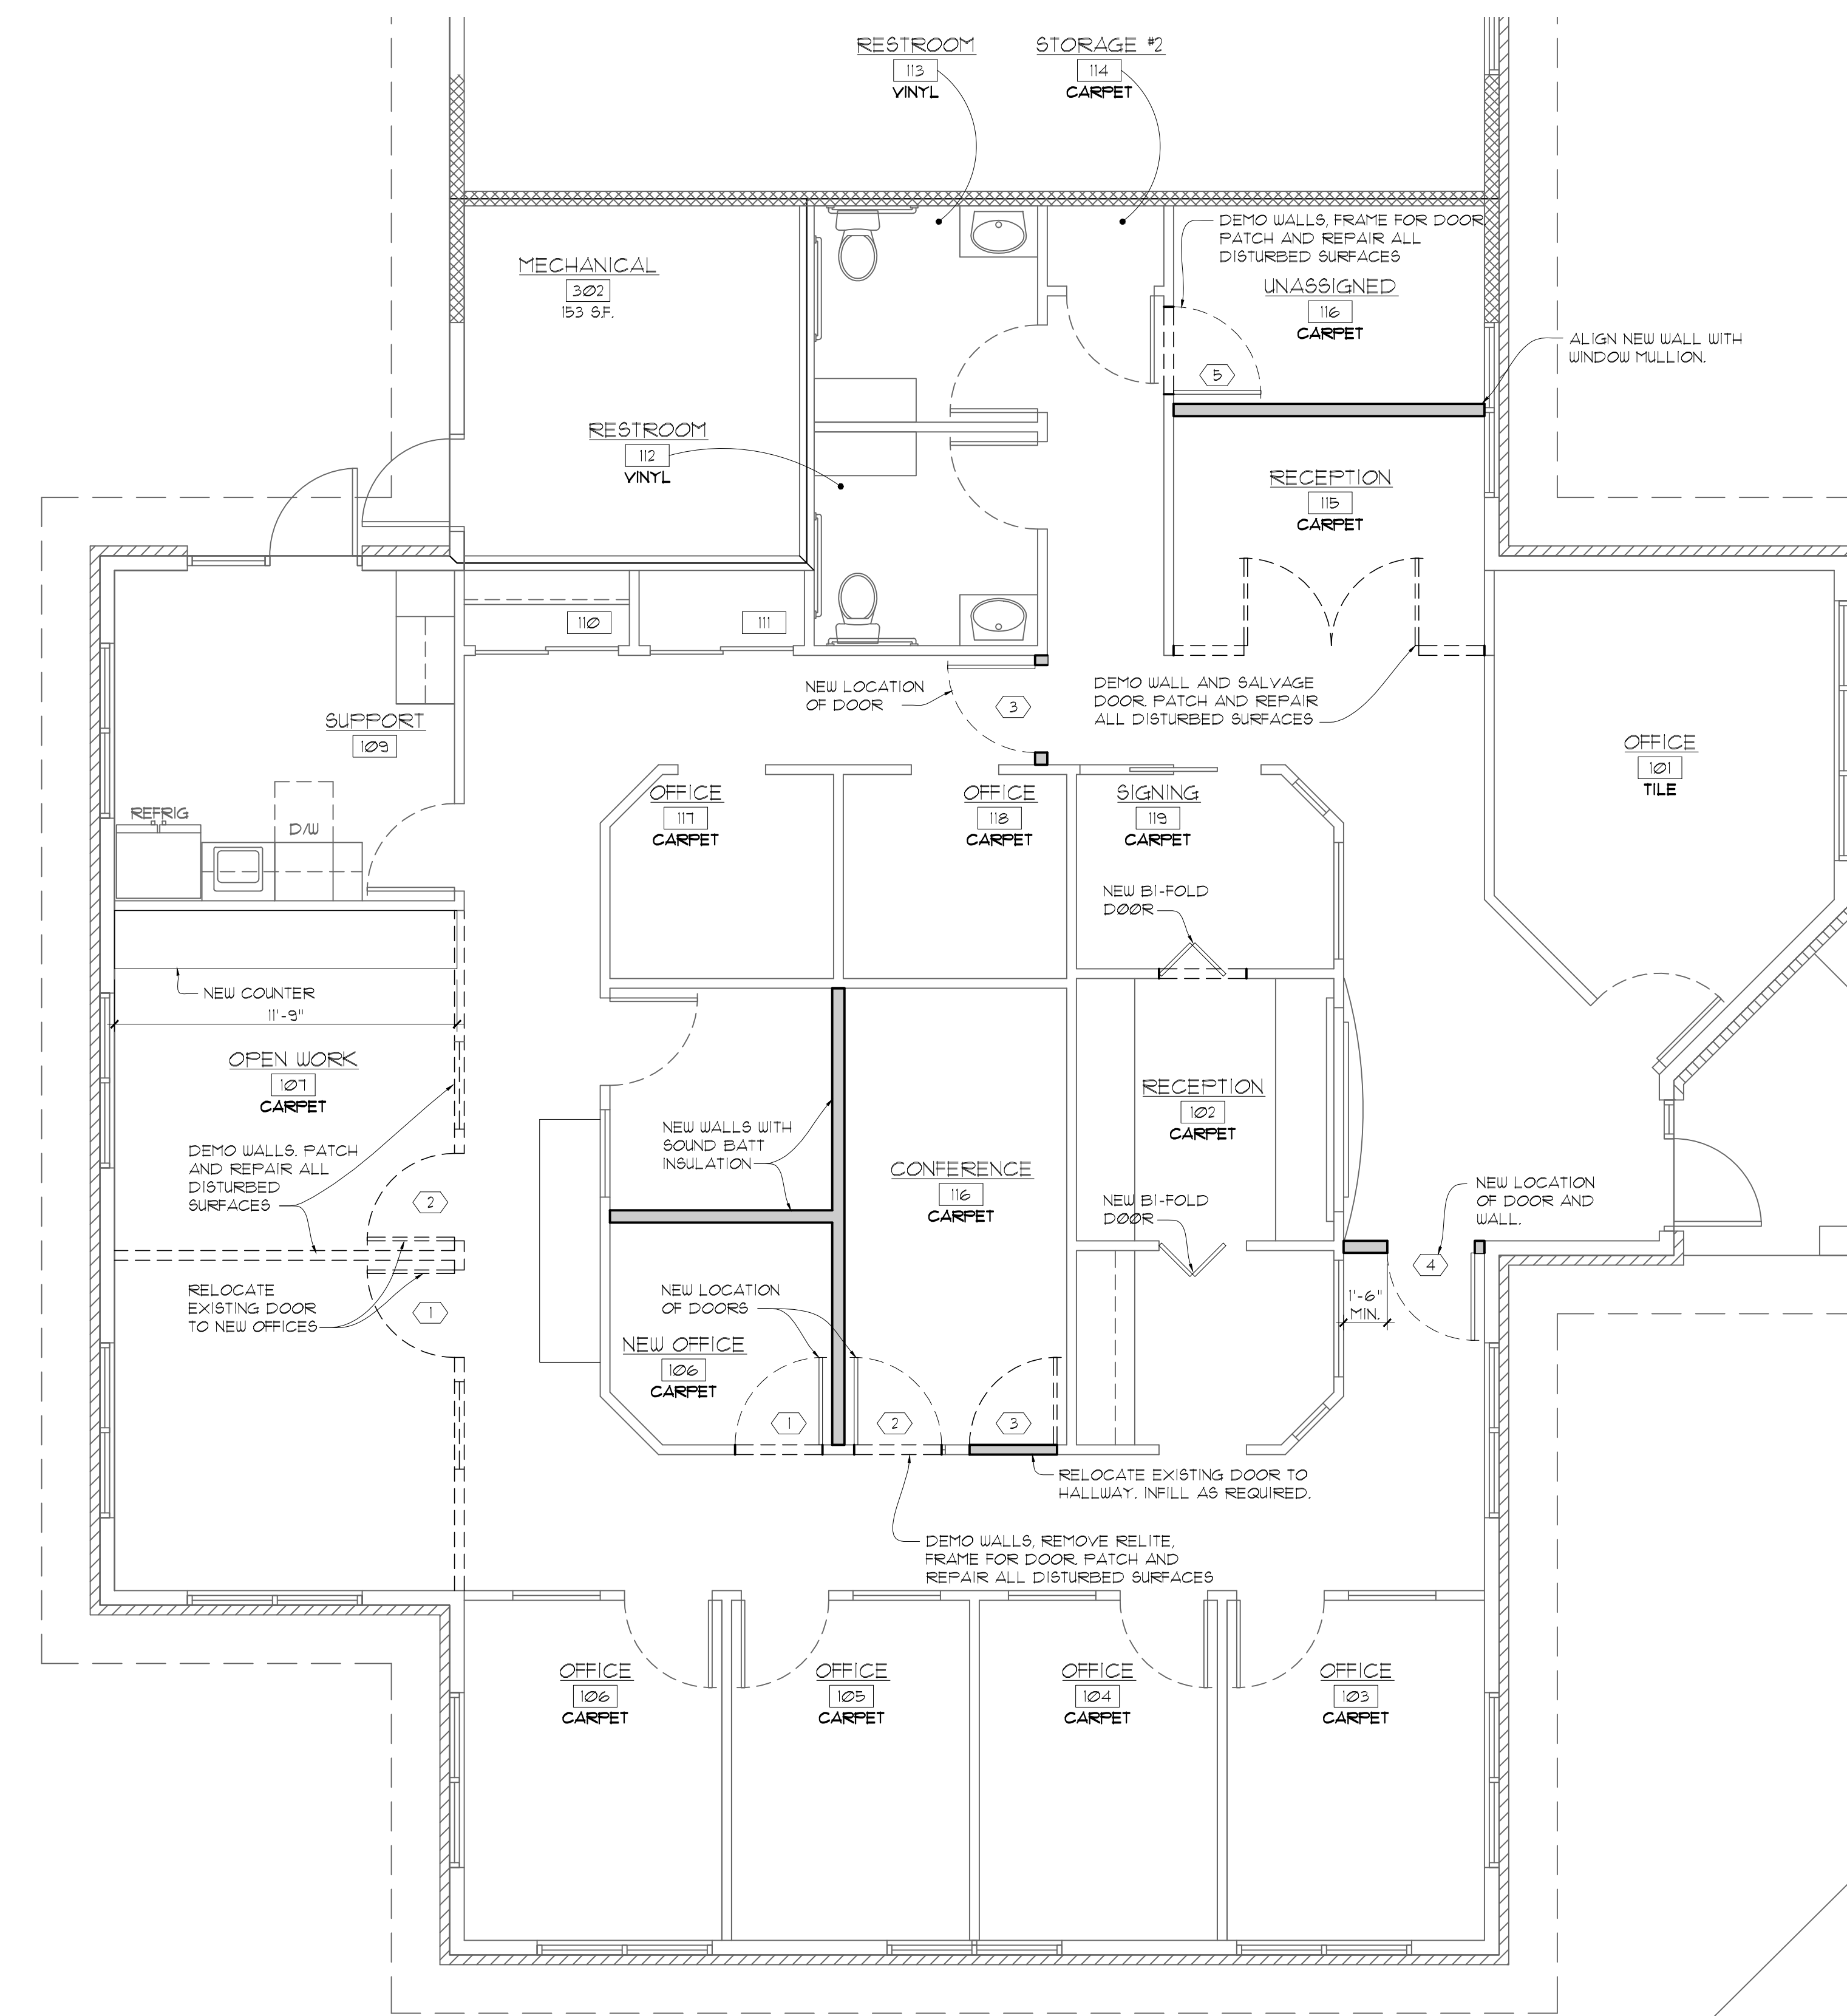 RESTROOM
113
VINYL
STORAGE #2
114
CARPET
DEMO WALLS, FRAME FOR DOOR
PATCH AND REPAIR ALL
DISTURBED SURFACES
UNASSIGNED
116
CARPET
MECHANICAL
302
153 S.F.
5
ALIGN NEW WALL WITH
WINDOW MULLION.
RESTROOM
112
VINYL
RECEPTION
115
CARPET
110
111
NEW LOCATION
OF DOOR
3
DEMO WALL AND SALVAGE
DOOR. PATCH AND REPAIR
ALL DISTURBED SURFACES
SUPPORT
109
OFFICE
101
TILE
REFRIG
D/W
OFFICE
117
CARPET
OFFICE
118
CARPET
SIGNING
119
CARPET
NEW BI-FOLD
DOOR
NEW COUNTER
11'-9"
OPEN WORK
107
CARPET
RECEPTION
102
CARPET
NEW WALLS WITH
SOUND BATT
INSULATION
DEMO WALLS. PATCH
AND REPAIR ALL
DISTURBED
SURFACES
2
CONFERENCE
116
CARPET
NEW BI-FOLD
DOOR
NEW LOCATION
OF DOOR AND
WALL.
4
RELOCATE
EXISTING DOOR
TO NEW OFFICES
1
NEW LOCATION
OF DOORS
1'-6"
MIN.
NEW OFFICE
106
CARPET
1
2
3
RELOCATE EXISTING DOOR TO
HALLWAY. INFILL AS REQUIRED.
DEMO WALLS, REMOVE RELITE,
FRAME FOR DOOR. PATCH AND
REPAIR ALL DISTURBED SURFACES
OFFICE
106
CARPET
OFFICE
105
CARPET
OFFICE
104
CARPET
OFFICE
103
CARPET